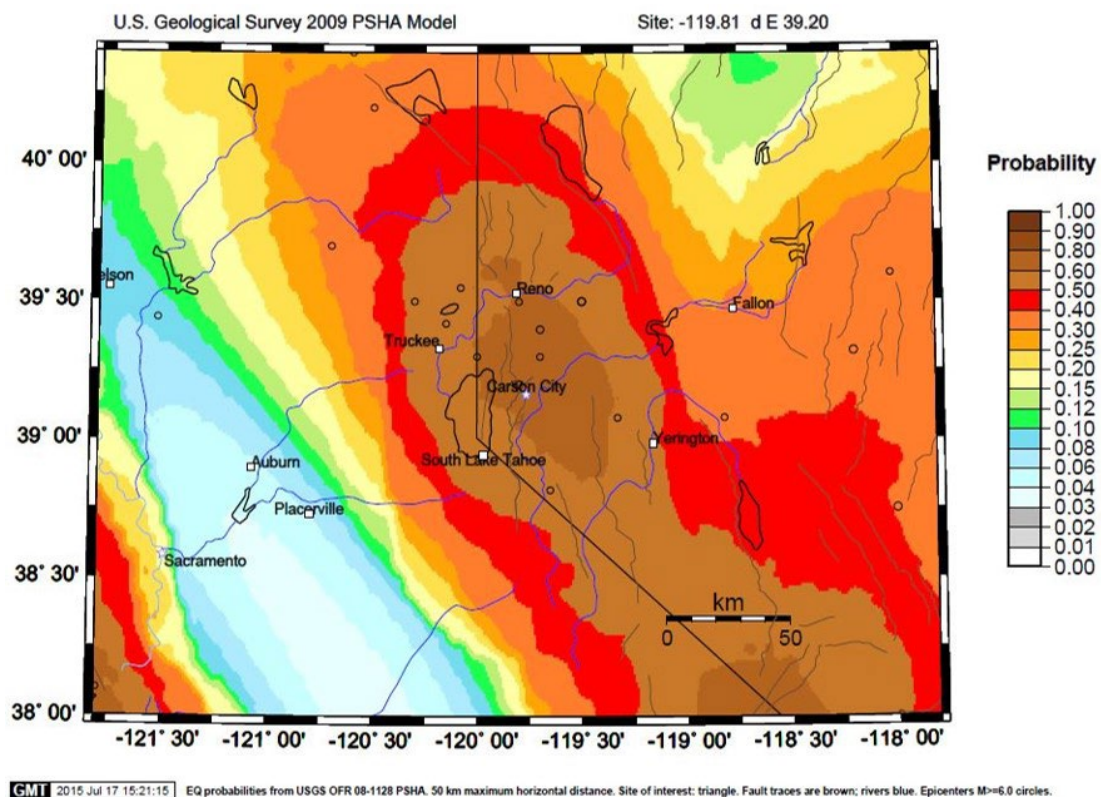 U.S. Geological Survey 2009 PSHA Model
Site: -119.81 d E 39.20
40° 00'
39° 30'
39° 00'
38° 30'
38° 00'
elson
Reno
Fallon
Truckee
Carson City
Yerington
South Lake Tahoe
Auburn
Placerville
Sacramento
km
0 50
-121° 30' -121° 00' -120° 30' -120° 00' -119° 30' -119° 00' -118° 30' -118° 00'
Probability
1.00
0.90
0.80
0.60
0.50
0.40
0.30
0.25
0.20
0.15
0.12
0.10
0.08
0.06
0.04
0.03
0.02
0.01
0.00
GMT 2015 Jul 17 15:21:15 EQ probabilities from USGS OFR 08-1128 PSHA. 50 km maximum horizontal distance. Site of interest: triangle. Fault traces are brown; rivers blue. Epicenters M>=6.0 circles.